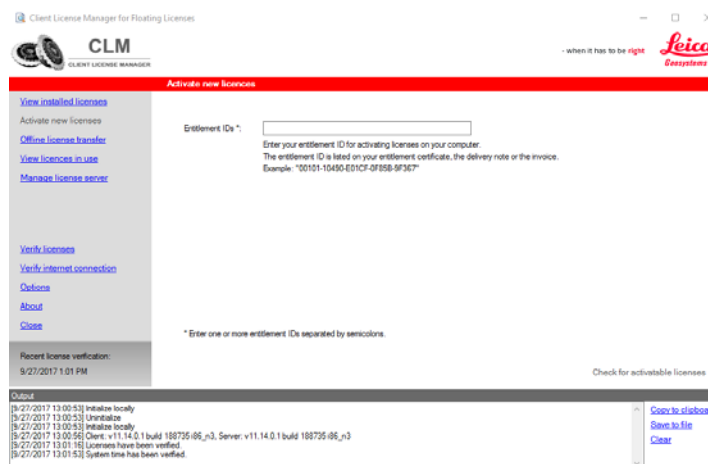 Client License Manager for Floating Licenses
CLM
CLIENT LICENSE MANAGER
- when it has to be right
Leica
Geosystems
Activate new licences
View installed licenses
Activate new licenses
Offline license transfer
View licences in use
Manage license server
Entitlement IDs *:
Enter your entitlement ID for activating licenses on your computer.
The entitlement ID is listed on your entitlement certificate, the delivery note or the invoice.
Example: "00101-10490-E01CF-0F85B-9F367"
Verify licenses
Verify internet connection
Options
About
Close
* Enter one or more entitlement IDs separated by semicolons.
Recent license verification:
9/27/2017 1:01 PM
Check for activatable licenses
Output
[9/27/2017 13:00:53] Initialize locally
[9/27/2017 13:00:53] Uninitialize
[9/27/2017 13:00:53] Initialize locally
[9/27/2017 13:00:56] Client: v11.14.0.1 build 188735 i86_n3, Server: v11.14.0.1 build 188735 i86_n3
[9/27/2017 13:01:16] Licenses have been verified.
[9/27/2017 13:01:53] System time has been verified.
Copy to clipboa
Save to file
Clear